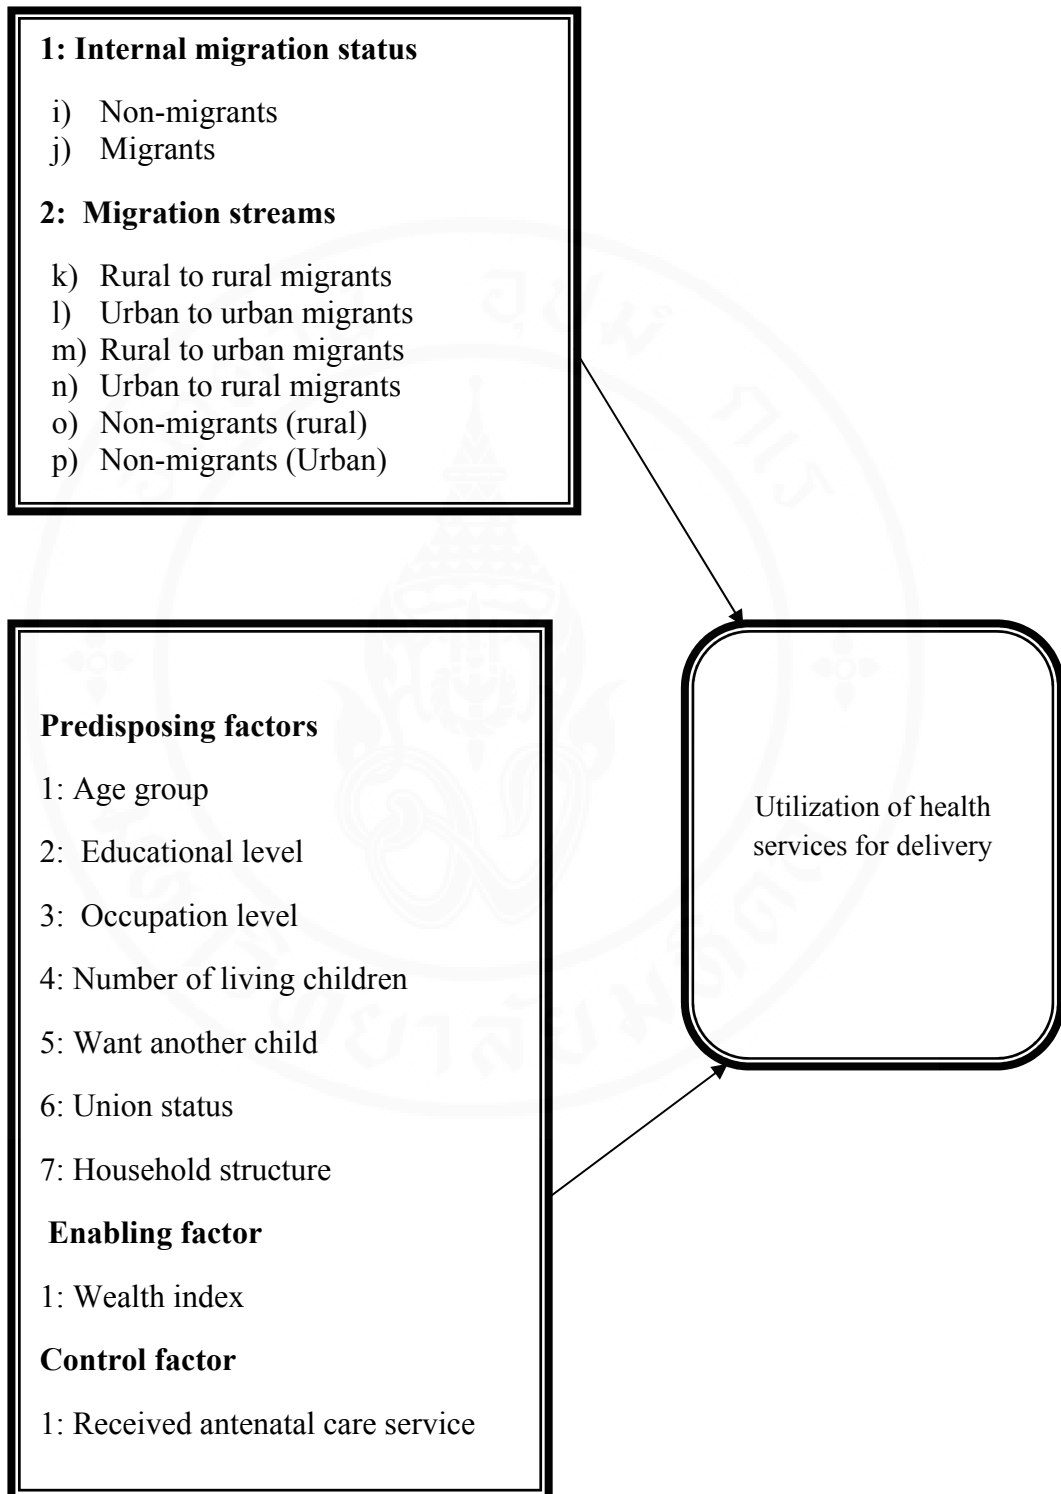 1: Internal migration status
i) Non-migrants
j) Migrants
2: Migration streams
k) Rural to rural migrants
l) Urban to urban migrants
m) Rural to urban migrants
n) Urban to rural migrants
o) Non-migrants (rural)
p) Non-migrants (Urban)
Predisposing factors
1: Age group
2: Educational level
3: Occupation level
4: Number of living children
5: Want another child
6: Union status
7: Household structure
Enabling factor
1: Wealth index
Control factor
1: Received antenatal care service
Utilization of health
services for delivery